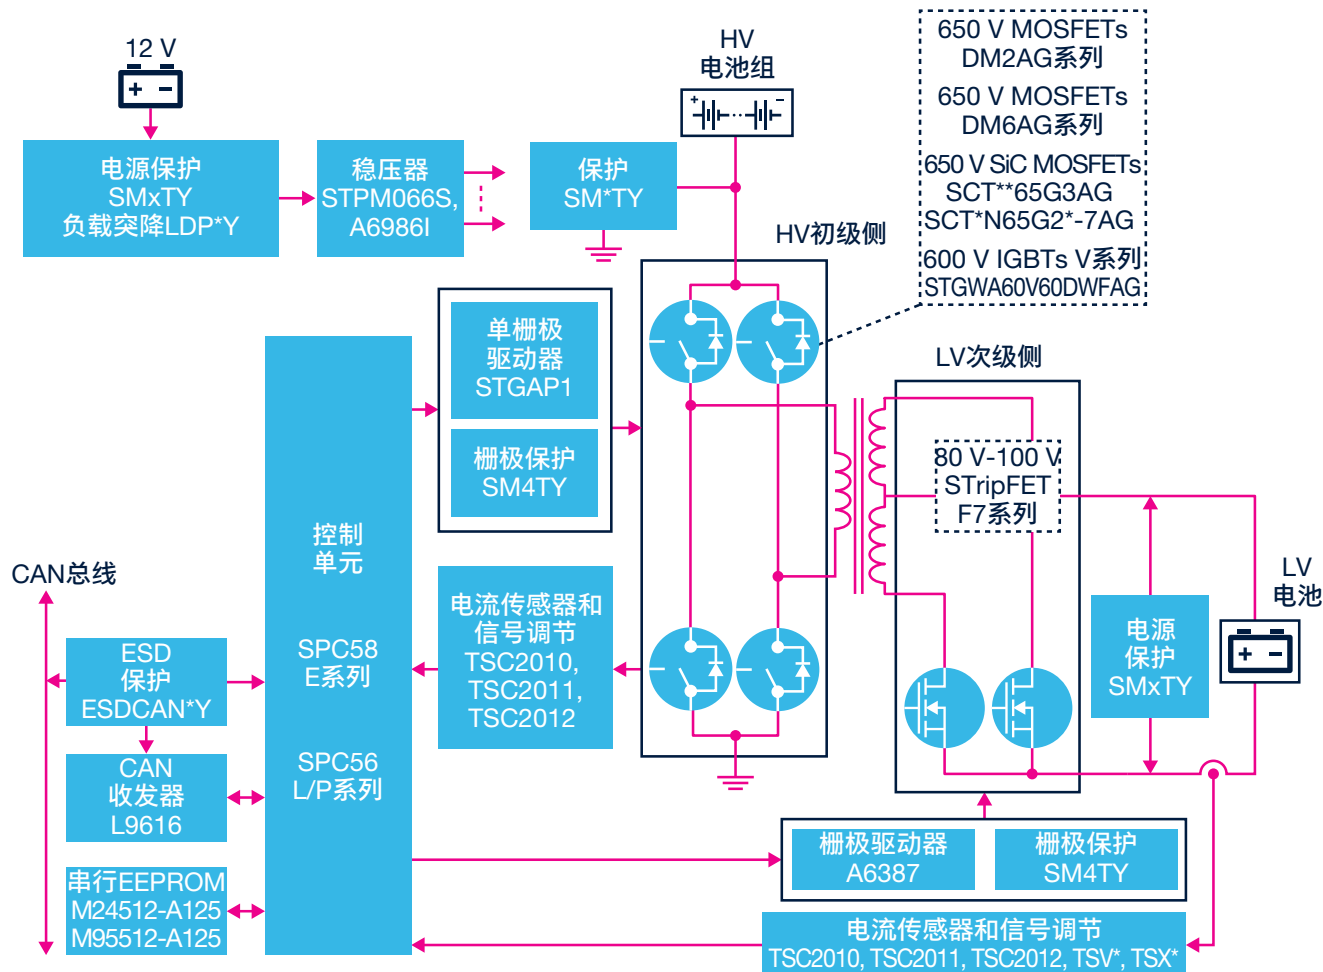 12 V
电源保护
SMxTY
负载突降LDP*Y
稳压器
STPM066S,
A6986I
保护
SM*TY
HV
电池组
650 V MOSFETs
DM2AG系列
650 V MOSFETs
DM6AG系列
650 V SiC MOSFETs
SCT**65G3AG
SCT*N65G2*-7AG
600 V IGBTs V系列
STGWA60V60DWFAG
HV初级侧
单栅极
驱动器
STGAP1
栅极保护
SM4TY
LV次级侧
80 V-100 V
STripFET
F7系列
控制
单元
SPC58
E系列
SPC56
L/P系列
电流传感器和
信号调节
TSC2010,
TSC2011,
TSC2012
CAN总线
ESD
保护
ESDCAN*Y
CAN
收发器
L9616
串行EEPROM
M24512-A125
M95512-A125
电源
保护
SMxTY
LV
电池
栅极驱动器
A6387
栅极保护
SM4TY
电流传感器和信号调节
TSC2010, TSC2011, TSC2012, TSV*, TSX*